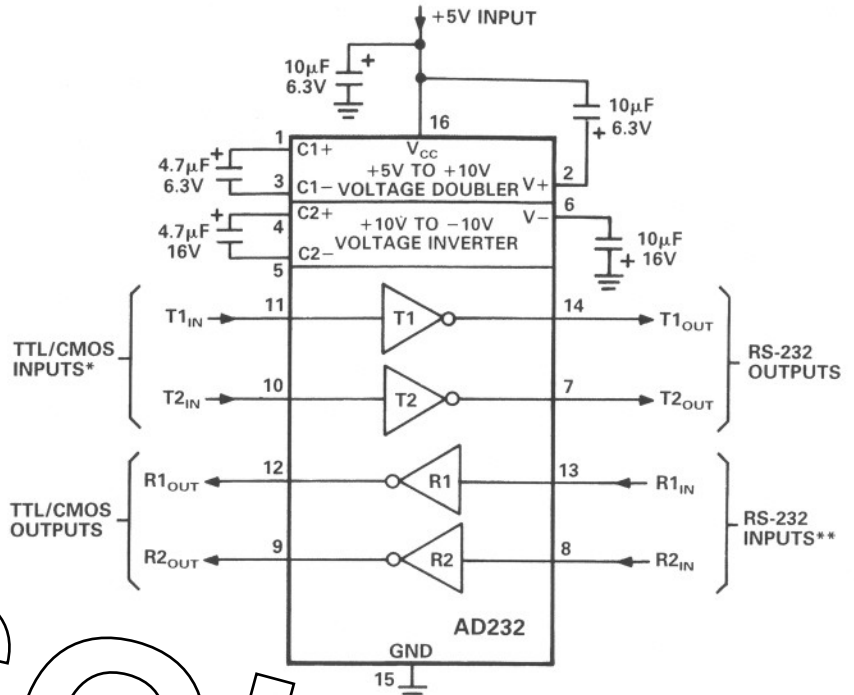 +5V INPUT
10μF
6.3V
+
10μF
6.3V
+
16
1
VCC
C1+
+5V TO +10V
VOLTAGE DOUBLER
V+
2
4.7μF
6.3V
+
3
C1−
6
C2+
V−
+10V TO −10V
VOLTAGE INVERTER
4
4.7μF
16V
+
C2−
5
10μF
16V
+
T1IN
11
T1
14
T1OUT
TTL/CMOS
INPUTS*
RS-232
OUTPUTS
T2IN
10
T2
7
T2OUT
R1OUT
12
R1
13
R1IN
TTL/CMOS
OUTPUTS
RS-232
INPUTS**
R2OUT
9
R2
8
R2IN
AD232
GND
15